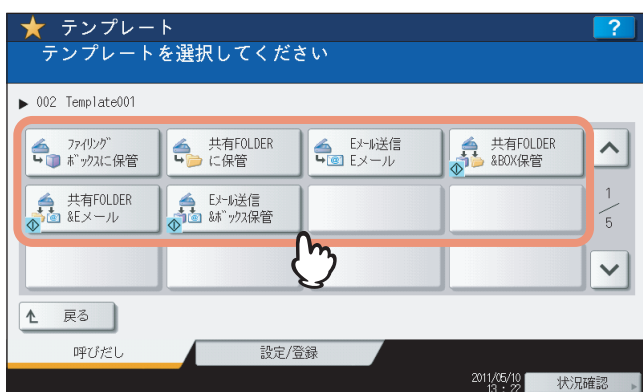 テンプレート
?
テンプレートを選択してください
002 Template001
ﾌｧｲﾘﾝｸﾞ
ﾎﾞｯｸｽに保管
共有FOLDER
に保管
Eﾒｰﾙ送信
Eメール
共有FOLDER
&BOX保管
共有FOLDER
&Eメール
Eﾒｰﾙ送信
&ﾎﾞｯｸｽ保管
1
5
戻る
呼びだし
設定/登録
2011/05/10
13:22
状況確認